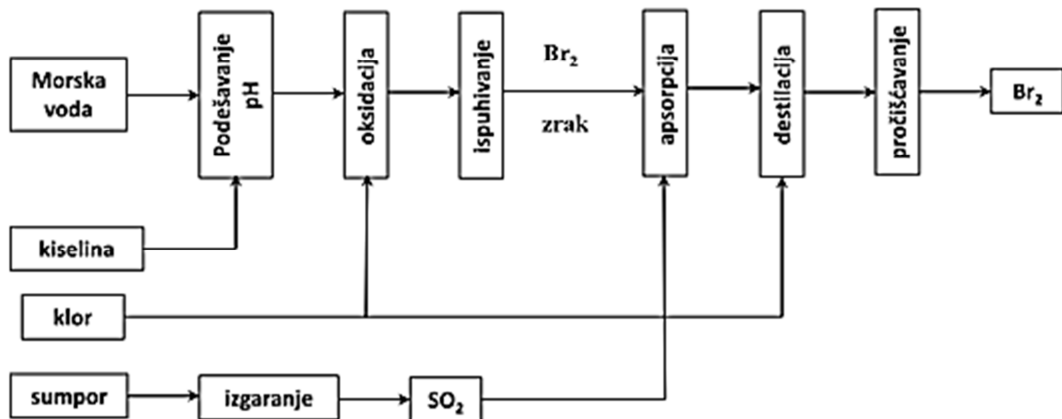 Morska
voda
Podešavanje
pH
oksidacija
ispuhivanje
Br₂
zrak
apsorpcija
destilacija
pročišćavanje
Br₂
kiselina
klor
sumpor
izgaranje
SO₂